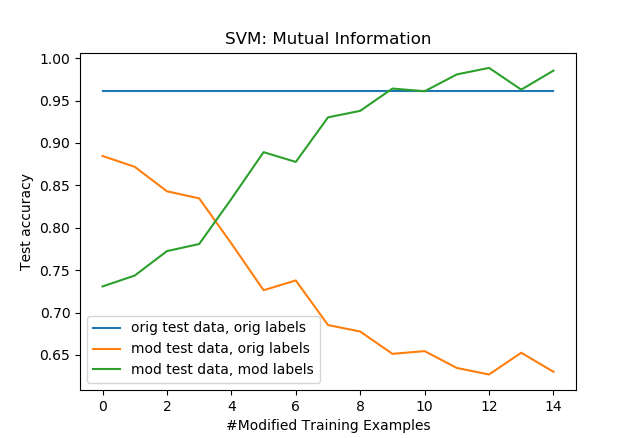 SVM: Mutual Information
1.00
0.95
0.90
0.85
0.80
0.75
0.70
0.65
Test accuracy
orig test data, orig labels
mod test data, orig labels
mod test data, mod labels
0 2 4 6 8 10 12 14
#Modified Training Examples